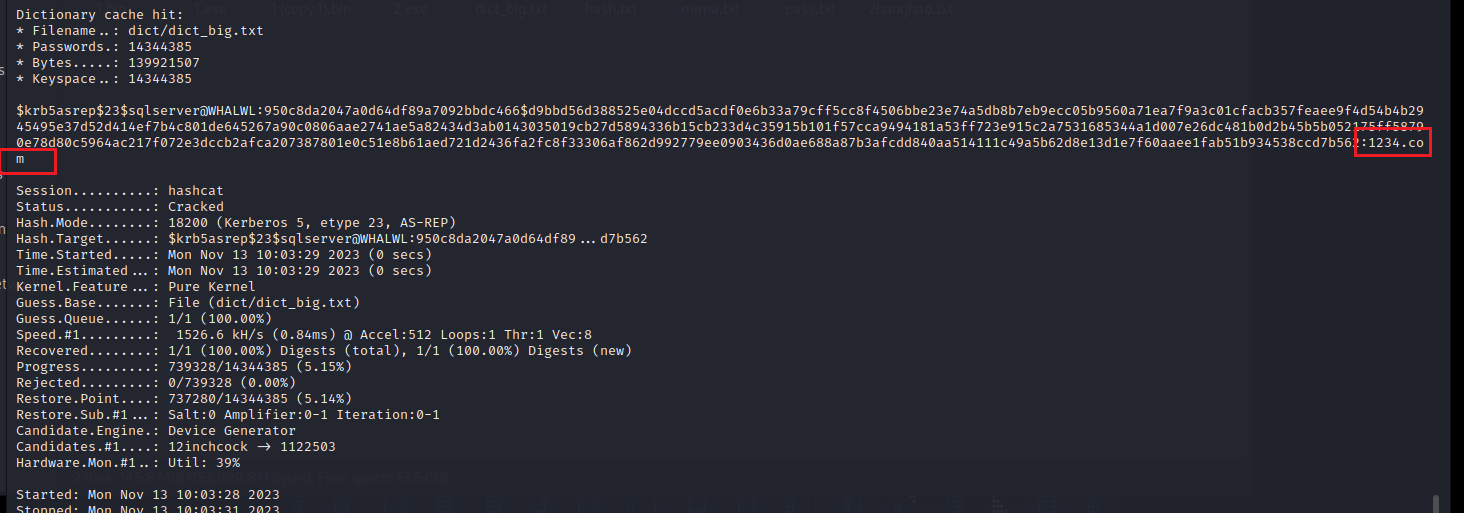 Dictionary cache hit:
* Filename..: dict/dict_big.txt
* Passwords.: 14344385
* Bytes.....: 139921507
* Keyspace..: 14344385
$krb5asrep$23$sqlserver@WHALWL:950c8da2047a0d64df89a7092bbdc466$d9bbd56d388525e04dccd5acdf0e6b33a79cff5cc8f4506bbe23e74a5db8b7eb9ecc05b9560a71ea7f9a3c01cfacb357feaee9f4d54b4b29
45495e37d52d414ef7b4c801de645267a90c0806aae2741ae5a82434d3ab0143035019cb27d5894336b15cb233d4c35915b101f57cca9494181a53ff723e915c2a7531685344a1d007e26dc481b0d2b45b5b052175ff5879
0e78d80c5964ac217f072e3dccb2afca207387801e0c51e8b61aed721d2436fa2fc8f33306af862d992779ee0903436d0ae688a87b3afcdd840aa514111c49a5b62d8e13d1e7f60aaee1fab51b934538ccd7b562:1234.co
m
Session..........: hashcat
Status...........: Cracked
Hash.Mode........: 18200 (Kerberos 5, etype 23, AS-REP)
Hash.Target......: $krb5asrep$23$sqlserver@WHALWL:950c8da2047a0d64df89...d7b562
Time.Started.....: Mon Nov 13 10:03:29 2023 (0 secs)
Time.Estimated...: Mon Nov 13 10:03:29 2023 (0 secs)
Kernel.Feature...: Pure Kernel
Guess.Base.......: File (dict/dict_big.txt)
Guess.Queue......: 1/1 (100.00%)
Speed.#1.........:  1526.6 kH/s (0.84ms) @ Accel:512 Loops:1 Thr:1 Vec:8
Recovered........: 1/1 (100.00%) Digests (total), 1/1 (100.00%) Digests (new)
Progress.........: 739328/14344385 (5.15%)
Rejected.........: 0/739328 (0.00%)
Restore.Point....: 737280/14344385 (5.14%)
Restore.Sub.#1...: Salt:0 Amplifier:0-1 Iteration:0-1
Candidate.Engine.: Device Generator
Candidates.#1....: 12inchcock -> 1122503
Hardware.Mon.#1..: Util: 39%
Started: Mon Nov 13 10:03:28 2023
Stopped: Mon Nov 13 10:03:31 2023